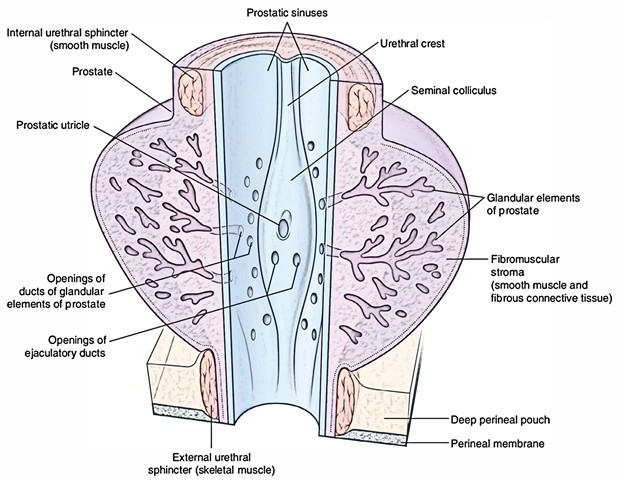 Prostatic sinuses
Internal urethral sphincter
(smooth muscle)
Urethral crest
Prostate
Seminal colliculus
Prostatic utricle
Glandular elements
of prostate
Fibromuscular
stroma
(smooth muscle and
fibrous connective tissue)
Openings of
ducts of glandular
elements of prostate
Openings of
ejaculatory ducts
Deep perineal pouch
Perineal membrane
External urethral
sphincter (skeletal muscle)